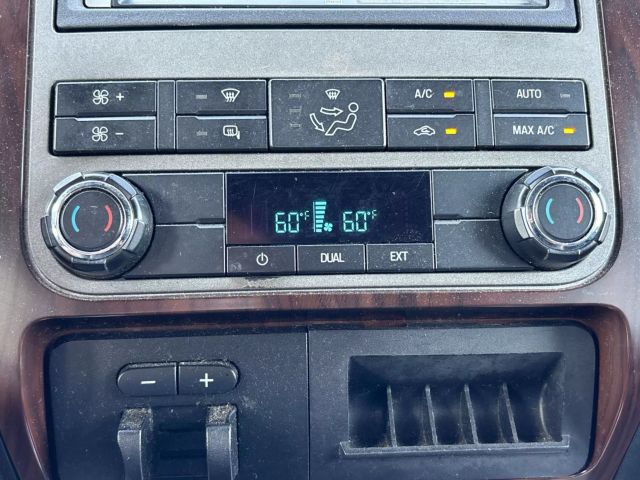 + A/C AUTO
− MAX A/C
60°F 60°F
DUAL EXT
− +